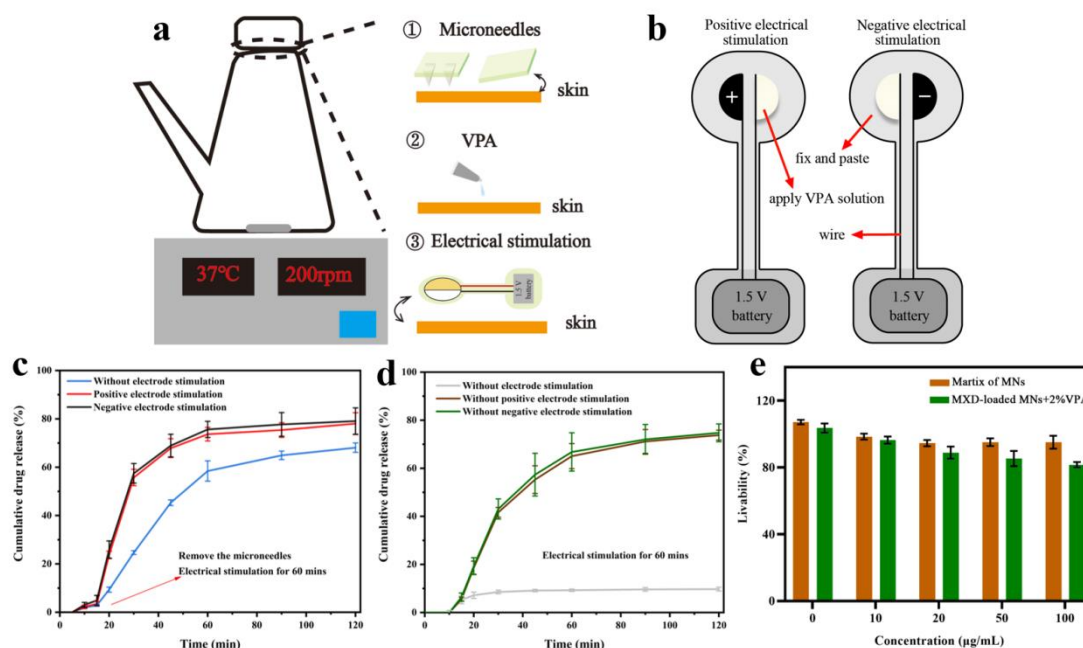 a
① Microneedles
skin
② VPA
skin
③ Electrical stimulation
1.5 V
battery
skin
37℃
200rpm
b
Positive electrical
stimulation
Negative electrical
stimulation
+
−
fix and paste
apply VPA solution
wire
1.5 V
battery
1.5 V
battery
c
Without electrode stimulation
Positive electrode stimulation
Negative electrode stimulation
Remove the microneedles
Electrical stimulation for 60 mins
Cumulative drug release (%)
100
80
60
40
20
0
0
20
40
60
80
100
120
Time (min)
d
Without electrode stimulation
Without positive electrode stimulation
Without negative electrode stimulation
Electrical stimulation for 60 mins
Cumulative drug release (%)
100
80
60
40
20
0
0
20
40
60
80
100
120
Time (min)
e
Martix of MNs
MXD-loaded MNs+2%VPA
Livability (%)
120
80
40
0
0
10
20
50
100
Concentration (μg/mL)